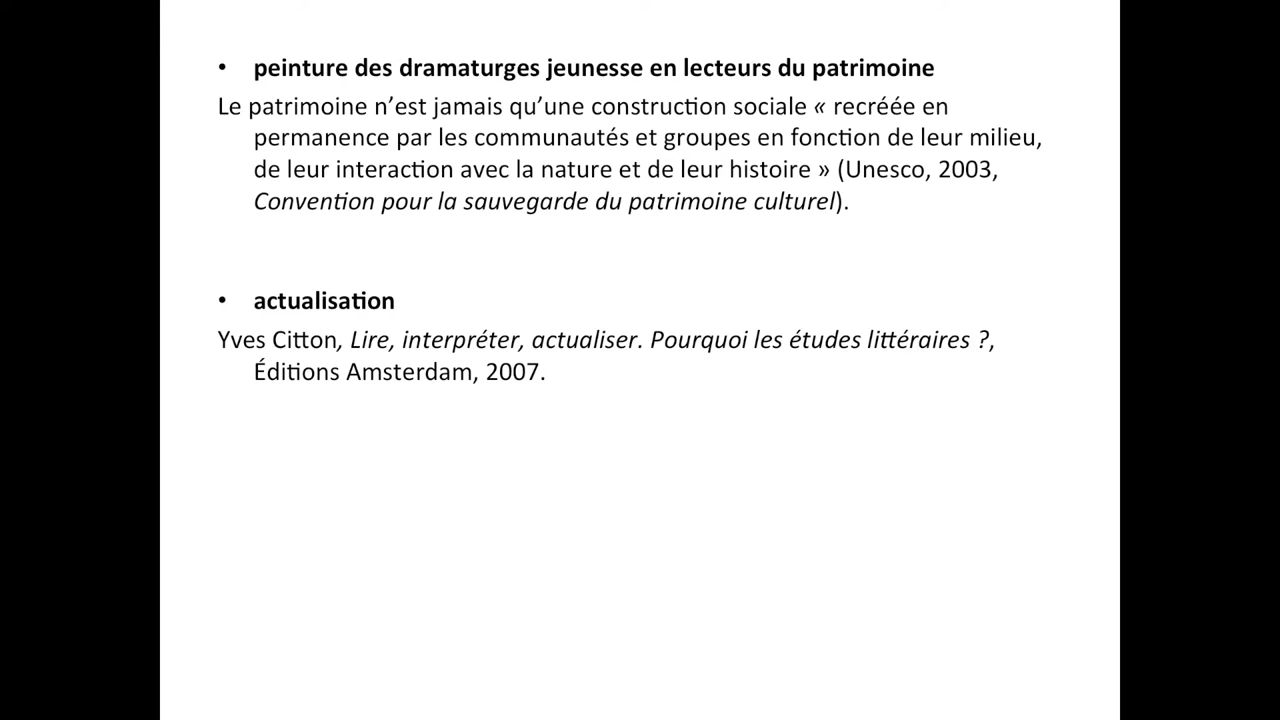 • peinture des dramaturges jeunesse en lecteurs du patrimoine
Le patrimoine n’est jamais qu’une construction sociale « recréée en
permanence par les communautés et groupes en fonction de leur milieu,
de leur interaction avec la nature et de leur histoire » (Unesco, 2003,
Convention pour la sauvegarde du patrimoine culturel).
• actualisation
Yves Citton, Lire, interpréter, actualiser. Pourquoi les études littéraires ?,
Éditions Amsterdam, 2007.